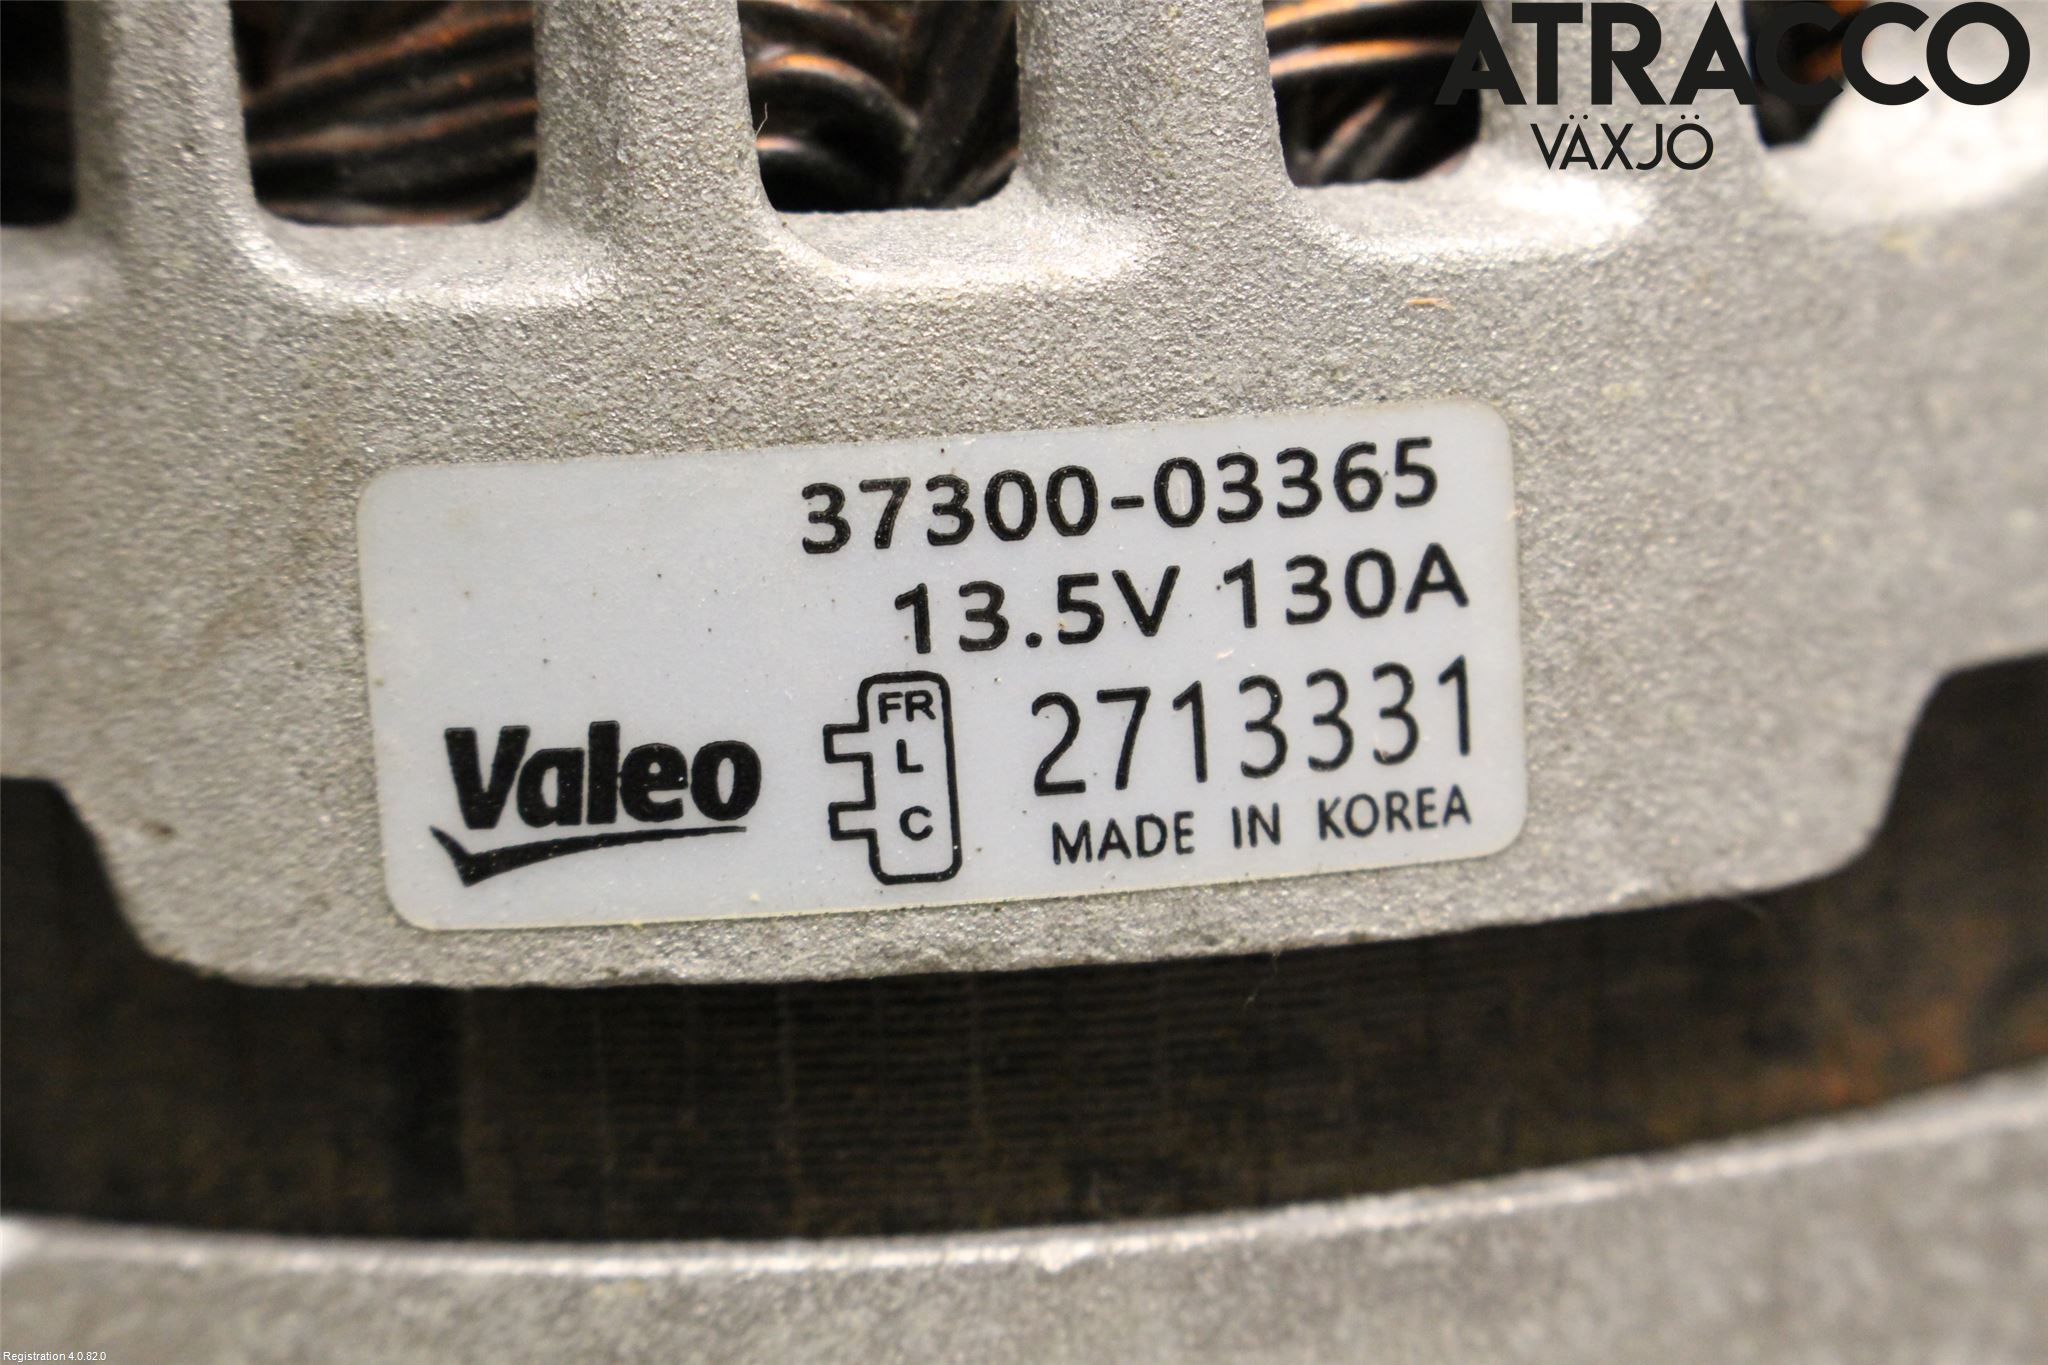 ATRACCO
VÄXJÖ
37300-03365
13.5V 130A
Valeo
FR
L
C
2713331
MADE IN KOREA
Registration 4.0.82.0